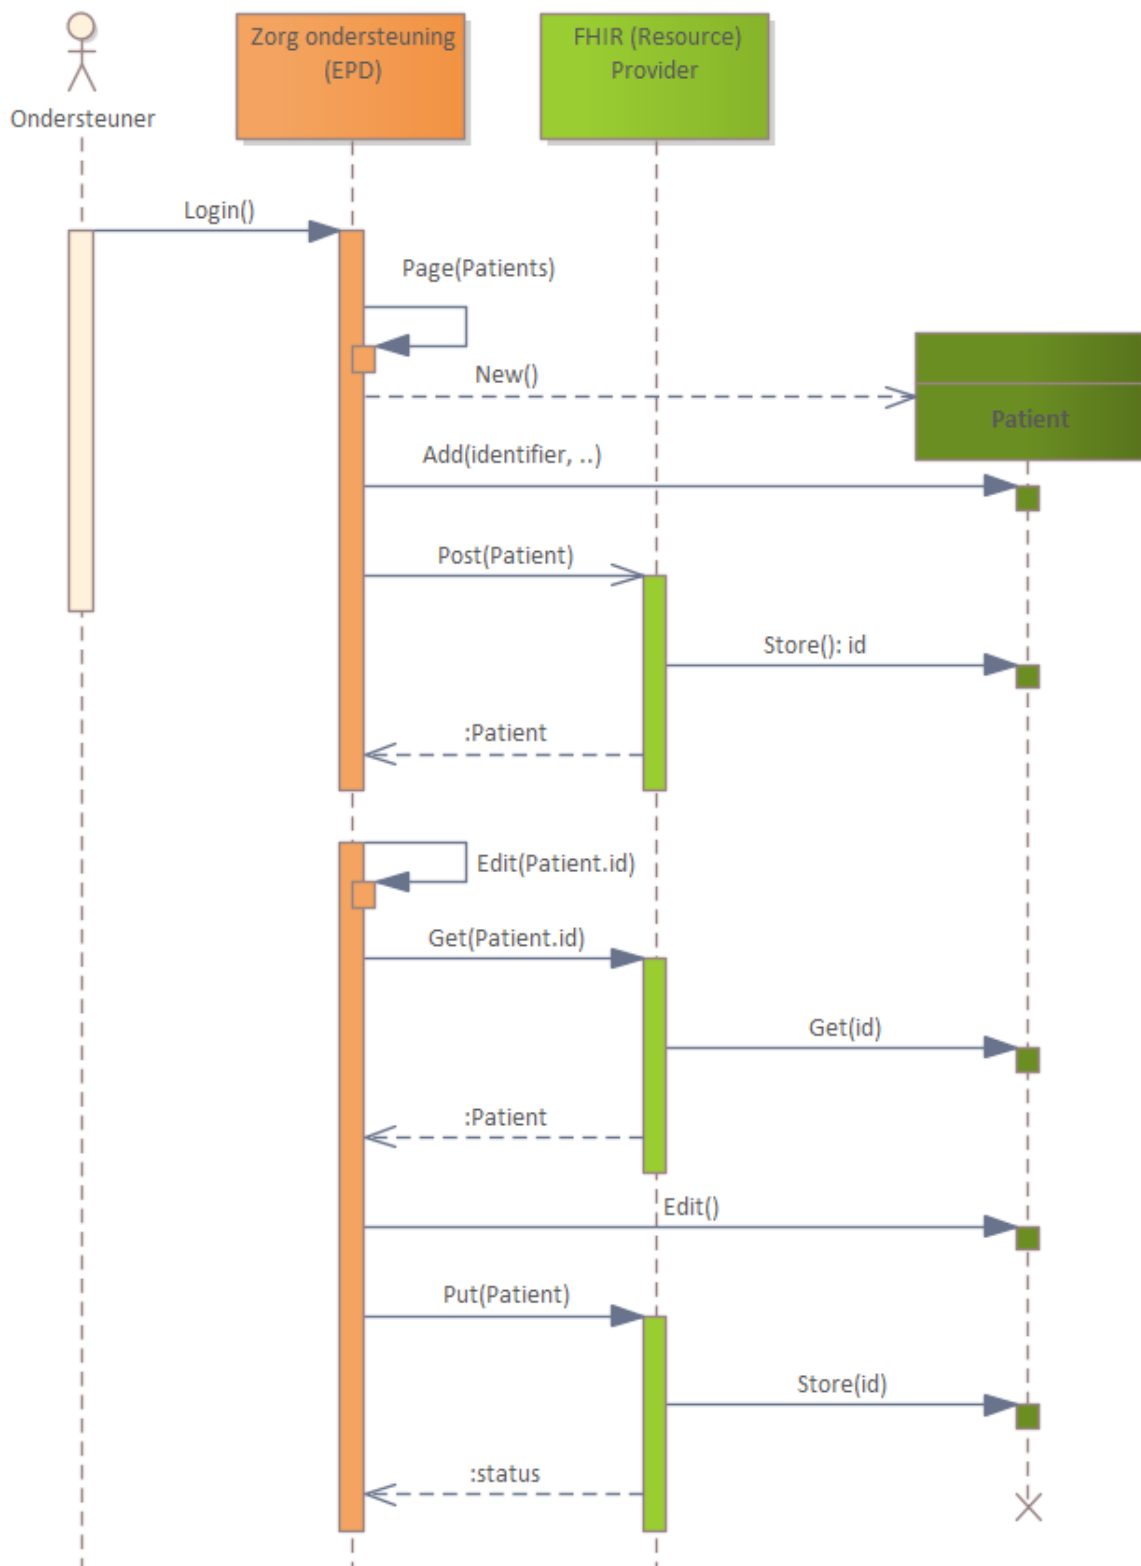 Zorg ondersteuning
(EPD)
FHIR (Resource)
Provider
Ondersteuner
Login()
Page(Patients)
New()
Patient
Add(identifier, ..)
Post(Patient)
Store(): id
:Patient
Edit(Patient.id)
Get(Patient.id)
Get(id)
:Patient
Edit()
Put(Patient)
Store(id)
:status